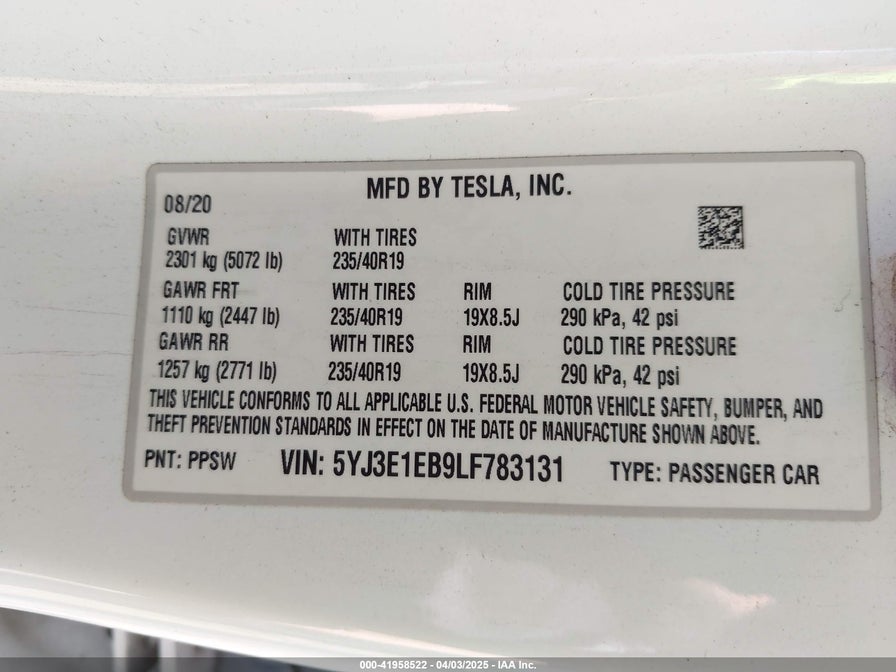 MFD BY TESLA, INC.
08/20
GVWR WITH TIRES
2301 kg (5072 lb) 235/40R19
GAWR FRT WITH TIRES RIM COLD TIRE PRESSURE
1110 kg (2447 lb) 235/40R19 19X8.5J 290 kPa, 42 psi
GAWR RR WITH TIRES RIM COLD TIRE PRESSURE
1257 kg (2771 lb) 235/40R19 19X8.5J 290 kPa, 42 psi
THIS VEHICLE CONFORMS TO ALL APPLICABLE U.S. FEDERAL MOTOR VEHICLE SAFETY, BUMPER, AND
THEFT PREVENTION STANDARDS IN EFFECT ON THE DATE OF MANUFACTURE SHOWN ABOVE.
PNT: PPSW VIN: 5YJ3E1EB9LF783131 TYPE: PASSENGER CAR
000-41958522 - 04/03/2025 - IAA Inc.